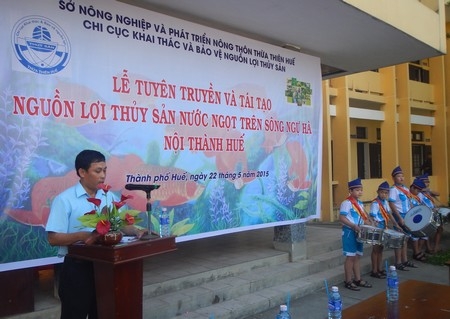 SỞ NÔNG NGHIỆP VÀ PHÁT TRIỂN NÔNG THÔN THỪA THIÊN HUẾ
CHI CỤC KHAI THÁC VÀ BẢO VỆ NGUỒN LỢI THỦY SẢN
LỄ TUYÊN TRUYỀN VÀ TÁI TẠO
NGUỒN LỢI THỦY SẢN NƯỚC NGỌT TRÊN SÔNG NGỰ HÀ
NỘI THÀNH HUẾ
Thành phố Huế, ngày 22 tháng 5 năm 2015